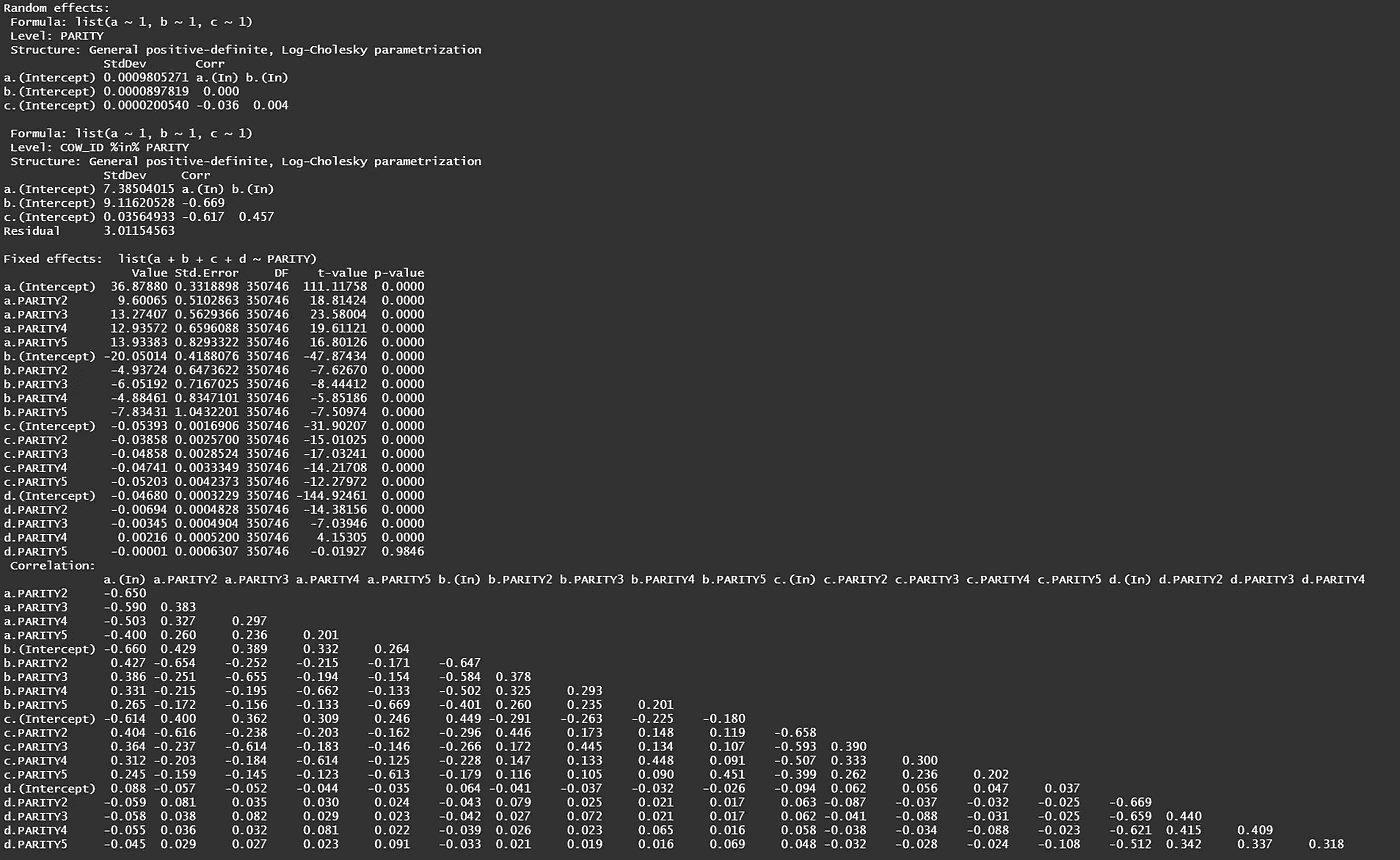 Random effects:
 Formula: list(a ~ 1, b ~ 1, c ~ 1)
 Level: PARITY
 Structure: General positive-definite, Log-Cholesky parametrization
              StdDev       Corr
a.(Intercept) 0.0009805271 a.(In) b.(In)
b.(Intercept) 0.0000897819  0.000
c.(Intercept) 0.0000200540 -0.036  0.004

 Formula: list(a ~ 1, b ~ 1, c ~ 1)
 Level: COW_ID %in% PARITY
 Structure: General positive-definite, Log-Cholesky parametrization
              StdDev     Corr
a.(Intercept) 7.38504015 a.(In) b.(In)
b.(Intercept) 9.11620528 -0.669
c.(Intercept) 0.03564933 -0.617  0.457
Residual      3.01154563

Fixed effects:  list(a + b + c + d ~ PARITY)
                  Value Std.Error     DF    t-value p-value
a.(Intercept)  36.87880 0.3318898 350746  111.11758  0.0000
a.PARITY2       9.60065 0.5102863 350746   18.81424  0.0000
a.PARITY3      13.27407 0.5629366 350746   23.58004  0.0000
a.PARITY4      12.93572 0.6596088 350746   19.61121  0.0000
a.PARITY5      13.93383 0.8293322 350746   16.80126  0.0000
b.(Intercept) -20.05014 0.4188076 350746  -47.87434  0.0000
b.PARITY2      -4.93724 0.6473622 350746   -7.62670  0.0000
b.PARITY3      -6.05192 0.7167025 350746   -8.44412  0.0000
b.PARITY4      -4.88461 0.8347101 350746   -5.85186  0.0000
b.PARITY5      -7.83431 1.0432201 350746   -7.50974  0.0000
c.(Intercept)  -0.05393 0.0016906 350746  -31.90207  0.0000
c.PARITY2      -0.03858 0.0025700 350746  -15.01025  0.0000
c.PARITY3      -0.04858 0.0028524 350746  -17.03241  0.0000
c.PARITY4      -0.04741 0.0033349 350746  -14.21708  0.0000
c.PARITY5      -0.05203 0.0042373 350746  -12.27972  0.0000
d.(Intercept)  -0.04680 0.0003229 350746 -144.92461  0.0000
d.PARITY2      -0.00694 0.0004828 350746  -14.38156  0.0000
d.PARITY3      -0.00345 0.0004904 350746   -7.03946  0.0000
d.PARITY4       0.00216 0.0005200 350746    4.15305  0.0000
d.PARITY5      -0.00001 0.0006307 350746   -0.01927  0.9846
 Correlation:
              a.(In) a.PARITY2 a.PARITY3 a.PARITY4 a.PARITY5 b.(In) b.PARITY2 b.PARITY3 b.PARITY4 b.PARITY5 c.(In) c.PARITY2 c.PARITY3 c.PARITY4 c.PARITY5 d.(In) d.PARITY2 d.PARITY3 d.PARITY4
a.PARITY2     -0.650
a.PARITY3     -0.590 0.383
a.PARITY4     -0.503 0.327 0.297
a.PARITY5     -0.400 0.260 0.236 0.201
b.(Intercept) -0.660 0.429 0.389 0.332 0.264
b.PARITY2      0.427 -0.654 -0.252 -0.215 -0.171 -0.647
b.PARITY3      0.386 -0.251 -0.655 -0.194 -0.154 -0.584 0.378
b.PARITY4      0.331 -0.215 -0.195 -0.662 -0.133 -0.502 0.325 0.293
b.PARITY5      0.265 -0.172 -0.156 -0.133 -0.669 -0.401 0.260 0.235 0.201
c.(Intercept) -0.614 0.400 0.362 0.309 0.246 0.449 -0.291 -0.263 -0.225 -0.180
c.PARITY2      0.404 -0.616 -0.238 -0.203 -0.162 -0.296 0.446 0.173 0.148 0.119 -0.658
c.PARITY3      0.364 -0.237 -0.614 -0.183 -0.146 -0.266 0.172 0.445 0.134 0.107 -0.593 0.390
c.PARITY4      0.312 -0.203 -0.184 -0.614 -0.125 -0.228 0.147 0.133 0.448 0.091 -0.507 0.333 0.300
c.PARITY5      0.245 -0.159 -0.145 -0.123 -0.613 -0.179 0.116 0.105 0.090 0.451 -0.399 0.262 0.236 0.202
d.(Intercept)  0.088 -0.057 -0.052 -0.044 -0.035 0.064 -0.041 -0.037 -0.032 -0.026 -0.094 0.062 0.056 0.047 0.037
d.PARITY2     -0.059 0.081 0.035 0.030 0.024 -0.043 0.079 0.025 0.021 0.017 0.063 -0.087 -0.037 -0.032 -0.025 -0.669
d.PARITY3     -0.058 0.038 0.082 0.029 0.023 -0.042 0.027 0.072 0.021 0.017 0.062 -0.041 -0.088 -0.031 -0.025 -0.659 0.440
d.PARITY4     -0.055 0.036 0.032 0.081 0.022 -0.039 0.026 0.023 0.065 0.016 0.058 -0.038 -0.034 -0.088 -0.023 -0.621 0.415 0.409
d.PARITY5     -0.045 0.029 0.027 0.023 0.091 -0.033 0.021 0.019 0.016 0.069 0.048 -0.032 -0.028 -0.024 -0.108 -0.512 0.342 0.337 0.318